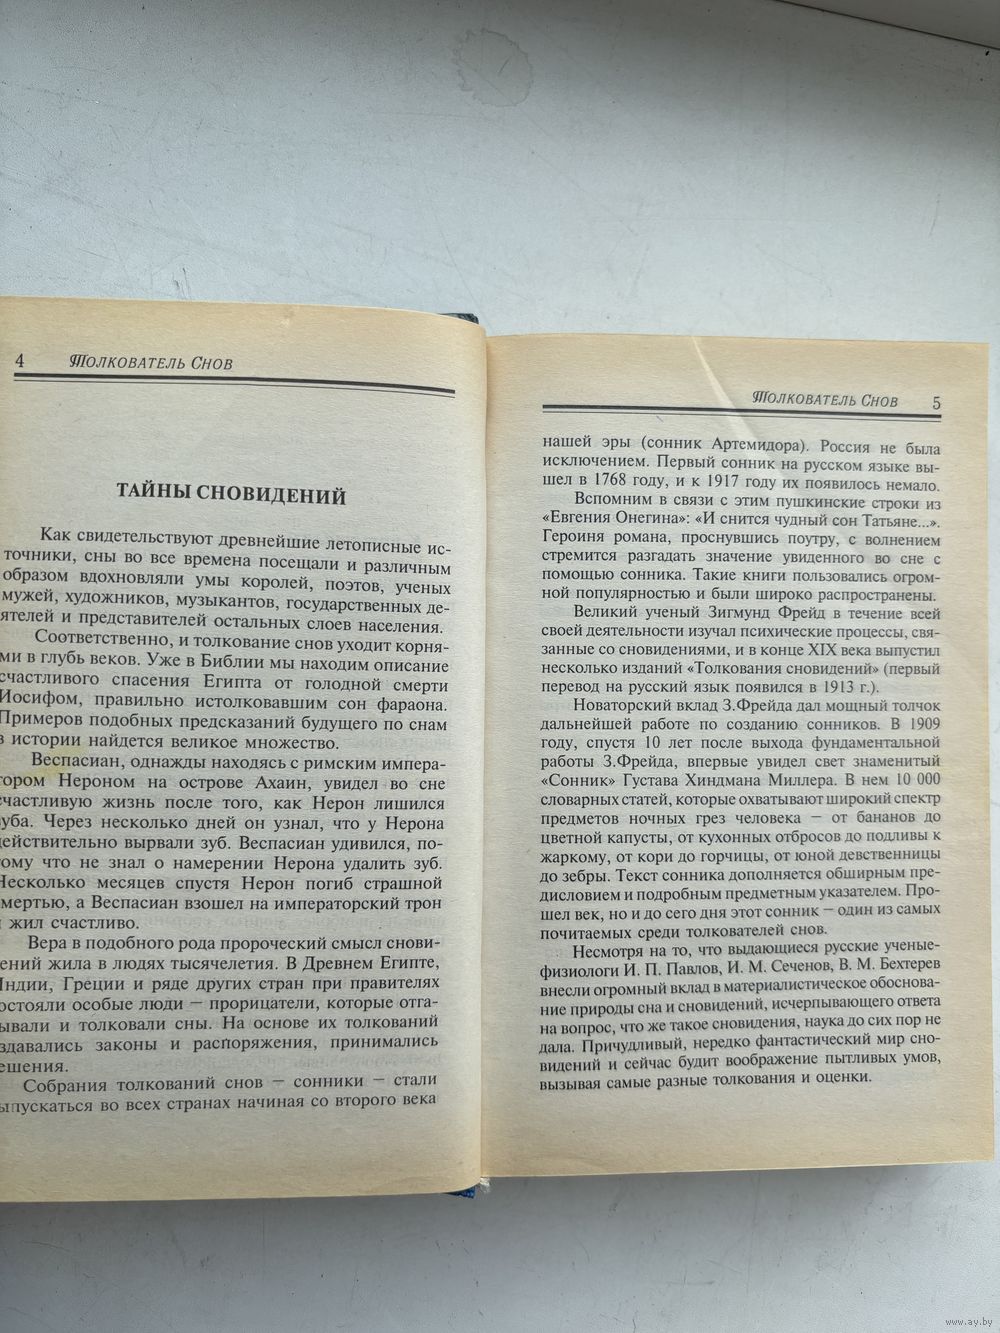 4 ТОЛКОВАТЕЛЬ СНОВ
ТАЙНЫ СНОВИДЕНИЙ
Как свидетельствуют древнейшие летописные ис-
точники, сны во все времена посещали и различным
образом вдохновляли умы королей, поэтов, ученых
мужей, художников, музыкантов, государственных де-
ятелей и представителей остальных слоев населения.
Соответственно, и толкование снов уходит корня-
ми в глубь веков. Уже в Библии мы находим описание
счастливого спасения Египта от голодной смерти
Иосифом, правильно истолковавшим сон фараона.
Примеров подобных предсказаний будущего по снам
в истории найдется великое множество.
Веспасиан, однажды находясь с римским импера-
тором Нероном на острове Ахаин, увидел во сне
счастливую жизнь после того, как Нерон лишился
зуба. Через несколько дней он узнал, что у Нерона
действительно вырвали зуб. Веспасиан удивился, по-
тому что не знал о намерении Нерона удалить зуб.
Несколько месяцев спустя Нерон погиб страшной
смертью, а Веспасиан взошел на императорский трон
и жил счастливо.
Вера в подобного рода пророческий смысл снови-
дений жила в людях тысячелетия. В Древнем Египте,
Индии, Греции и ряде других стран при правителях
состояли особые люди – прорицатели, которые отга-
дывали и толковали сны. На основе их толкований
издавались законы и распоряжения, принимались
решения.
Собрания толкований снов – сонники – стали
выпускаться во всех странах начиная со второго века
ТОЛКОВАТЕЛЬ СНОВ 5
нашей эры (сонник Артемидора). Россия не была
исключением. Первый сонник на русском языке вы-
шел в 1768 году, и к 1917 году их появилось немало.
Вспомним в связи с этим пушкинские строки из
«Евгения Онегина»: «И снится чудный сон Татьяне...».
Героиня романа, проснувшись поутру, с волнением
стремится разгадать значение увиденного во сне с
помощью сонника. Такие книги пользовались огром-
ной популярностью и были широко распространены.
Великий ученый Зигмунд Фрейд в течение всей
своей деятельности изучал психические процессы, свя-
занные со сновидениями, и в конце XIX века выпустил
несколько изданий «Толкования сновидений» (первый
перевод на русский язык появился в 1913 г.).
Новаторский вклад З.Фрейда дал мощный толчок
дальнейшей работе по созданию сонников. В 1909
году, спустя 10 лет после выхода фундаментальной
работы З.Фрейда, впервые увидел свет знаменитый
«Сонник» Густава Хиндмана Миллера. В нем 10 000
словарных статей, которые охватывают широкий спектр
предметов ночных грез человека – от бананов до
цветной капусты, от кухонных отбросов до подливы к
жаркому, от кори до горчицы, от юной девственницы
до зебры. Текст сонника дополняется обширным пре-
дисловием и подробным предметным указателем. Про-
шел век, но и до сего дня этот сонник – один из самых
почитаемых среди толкователей снов.
Несмотря на то, что выдающиеся русские ученые-
физиологи И. П. Павлов, И. М. Сеченов, В. М. Бехтерев
внесли огромный вклад в материалистическое обоснова-
ние природы сна и сновидений, исчерпывающего ответа
на вопрос, что же такое сновидения, наука до сих пор не
дала. Причудливый, нередко фантастический мир сно-
видений и сейчас будит воображение пытливых умов,
вызывая самые разные толкования и оценки.
www.ay.by